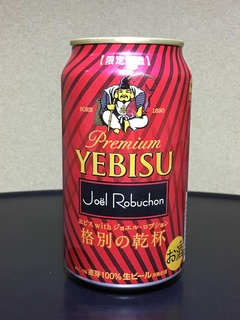 【限定醸造】
BORN 1890
Premium
YEBISU
Joël Robuchon
ヱビス with ジョエル・ロブション
格別の乾杯
お酒
麦芽100% 生ビール